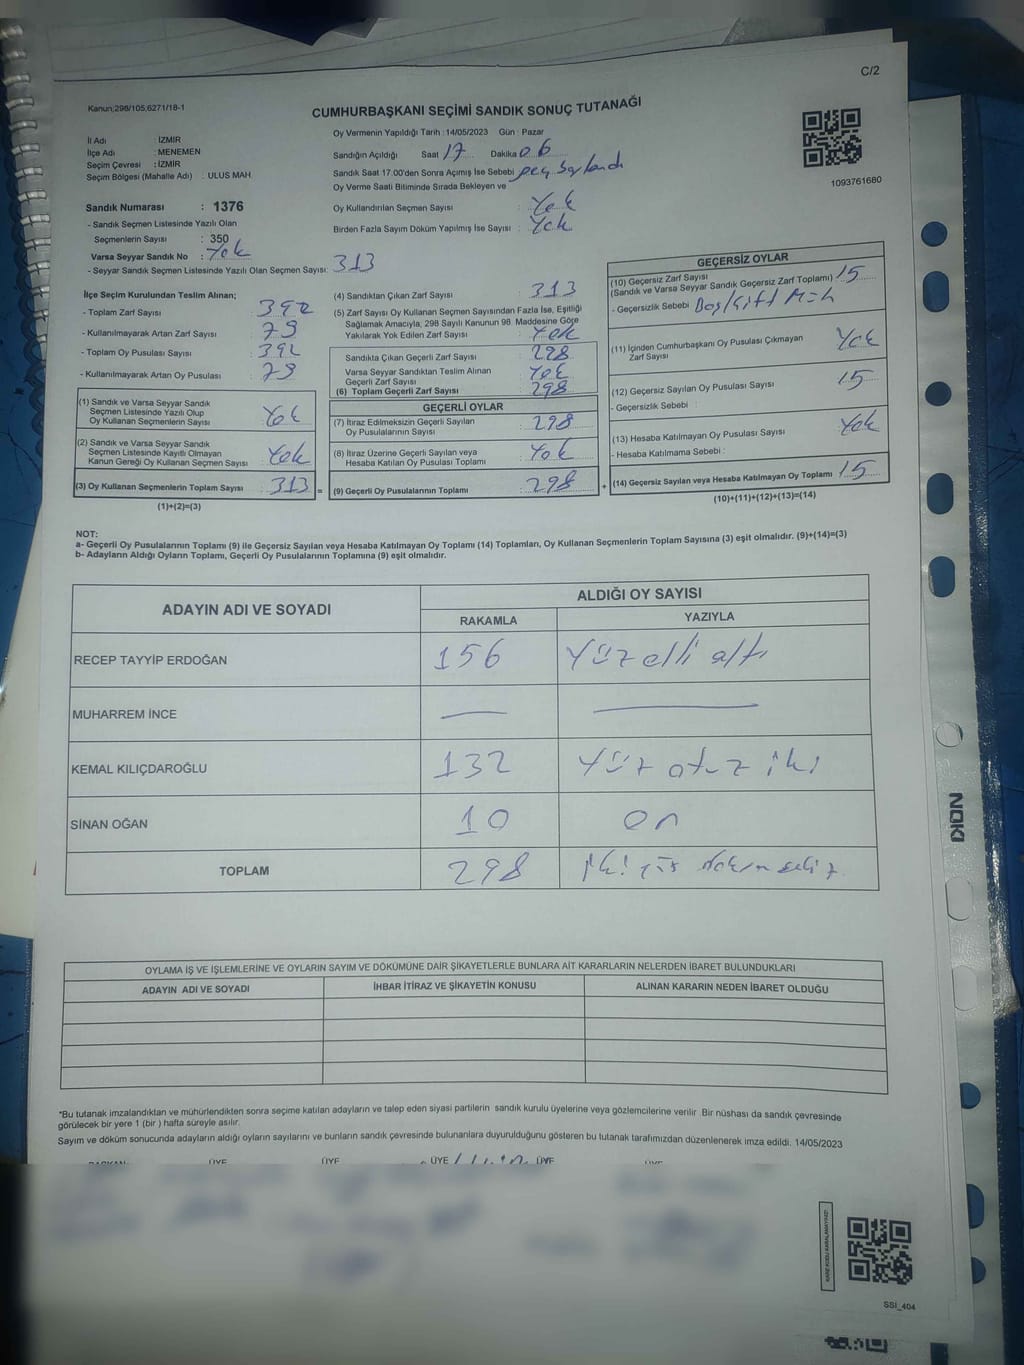 C/2
Kanun;298/105,6271/18-1
CUMHURBAŞKANI SEÇİMİ SANDIK SONUÇ TUTANAĞI
İl Adı : İZMİR
İlçe Adı : MENEMEN
Seçim Çevresi : İZMİR
Seçim Bölgesi (Mahalle Adı) : ULUS MAH.
Oy Vermenin Yapıldığı Tarih : 14/05/2023 Gün : Pazar
Sandığın Açıldığı Saat 17 Dakika 06
Sandık Saat 17.00'den Sonra Açımış İse Sebebi : geç saylandı
Oy Verme Saati Bitiminde Sırada Bekleyen ve
Oy Kullandırılan Seçmen Sayısı : Yok
Birden Fazla Sayım Döküm Yapılmış İse Sayısı : Yok
1093761680
Sandık Numarası : 1376
- Sandık Seçmen Listesinde Yazılı Olan
Seçmenlerin Sayısı : 350
Varsa Seyyar Sandık No : Yok
- Seyyar Sandık Seçmen Listesinde Yazılı Olan Seçmen Sayısı: 313
İlçe Seçim Kurulundan Teslim Alınan;
- Toplam Zarf Sayısı : 392
- Kullanılmayarak Artan Zarf Sayısı : 79
- Toplam Oy Pusulası Sayısı : 392
- Kullanılmayarak Artan Oy Pusulası : 79
(1) Sandık ve Varsa Seyyar Sandık
Seçmen Listesinde Yazılı Olup
Oy Kullanan Seçmenlerin Sayısı : Yok
(2) Sandık ve Varsa Seyyar Sandık
Seçmen Listesinde Kayıtlı Olmayan
Kanun Gereği Oy Kullanan Seçmen Sayısı : Yok
(3) Oy Kullanan Seçmenlerin Toplam Sayısı : 313
(1)+(2)=(3)
(4) Sandıktan Çıkan Zarf Sayısı : 313
(5) Zarf Sayısı Oy Kullanan Seçmen Sayısından Fazla İse, Eşitliği
Sağlamak Amacıyla, 298 Sayılı Kanunun 98. Maddesine Göre
Yakılarak Yok Edilen Zarf Sayısı : Yok
Sandıkta Çıkan Geçerli Zarf Sayısı : 298
Varsa Seyyar Sandıktan Teslim Alınan
Geçerli Zarf Sayısı : Yok
(6) Toplam Geçerli Zarf Sayısı : 298
GEÇERLİ OYLAR
(7) İtiraz Edilmeksizin Geçerli Sayılan
Oy Pusulalarının Sayısı : 298
(8) İtiraz Üzerine Geçerli Sayılan veya
Hesaba Katılan Oy Pusulası Toplamı : Yok
= (9) Geçerli Oy Pusulalarının Toplamı : 298
GEÇERSİZ OYLAR
(10) Geçersiz Zarf Sayısı
(Sandık ve Varsa Seyyar Sandık Geçersiz Zarf Toplamı) : 15
- Geçersizlik Sebebi : Boş/Çift Müh
(11) İçinden Cumhurbaşkanı Oy Pusulası Çıkmayan
Zarf Sayısı : Yok
(12) Geçersiz Sayılan Oy Pusulası Sayısı : 15
- Geçersizlik Sebebi :
(13) Hesaba Katılmayan Oy Pusulası Sayısı : Yok
- Hesaba Katılmama Sebebi :
+ (14) Geçersiz Sayılan veya Hesaba Katılmayan Oy Toplamı : 15
(10)+(11)+(12)+(13)=(14)
NOT:
a- Geçerli Oy Pusulalarının Toplamı (9) ile Geçersiz Sayılan veya Hesaba Katılmayan Oy Toplamı (14) Toplamları, Oy Kullanan Seçmenlerin Toplam Sayısına (3) eşit olmalıdır. (9)+(14)=(3)
b- Adayların Aldığı Oyların Toplamı, Geçerli Oy Pusulalarının Toplamına (9) eşit olmalıdır.
ADAYIN ADI VE SOYADI ALDIĞI OY SAYISI
RAKAMLA YAZIYLA
RECEP TAYYİP ERDOĞAN 156 Yüzelli altı
MUHARREM İNCE — —
KEMAL KILIÇDAROĞLU 132 Yüz otuz iki
SİNAN OĞAN 10 on
TOPLAM 298 iki yüz doksan sekiz
OYLAMA İŞ VE İŞLEMLERİNE VE OYLARIN SAYIM VE DÖKÜMÜNE DAİR ŞİKAYETLERLE BUNLARA AİT KARARLARIN NELERDEN İBARET BULUNDUKLARI
ADAYIN ADI VE SOYADI İHBAR İTİRAZ VE ŞİKAYETİN KONUSU ALINAN KARARIN NEDEN İBARET OLDUĞU
*Bu tutanak imzalandıktan ve mühürlendikten sonra seçime katılan adayların ve talep eden siyasi partilerin sandık kurulu üyelerine veya gözlemcilerine verilir. Bir nüshası da sandık çevresinde
görülecek bir yere 1 (bir) hafta süreyle asılır.
Sayım ve döküm sonucunda adayların aldığı oyların sayılarını ve bunların sandık çevresinde bulunanlara duyurulduğunu gösteren bu tutanak tarafımızdan düzenlenerek imza edildi. 14/05/2023
BAŞKAN ÜYE ÜYE ÜYE ÜYE ÜYE
KARE KODU KARALAMAYINIZ!
SSI_404
NOKI